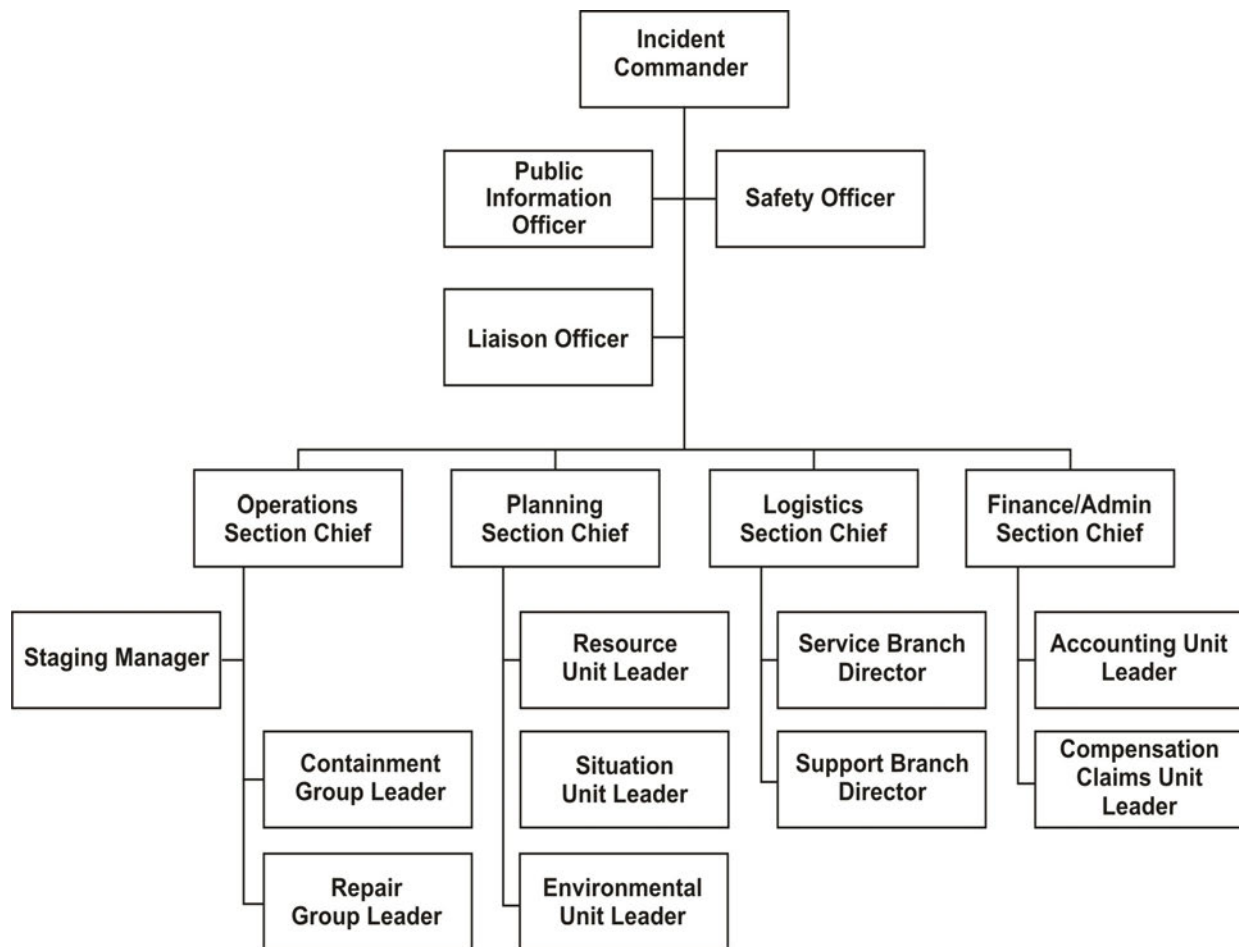 Incident
Commander
Public
Information
Officer
Safety Officer
Liaison Officer
Operations
Section Chief
Planning
Section Chief
Logistics
Section Chief
Finance/Admin
Section Chief
Staging Manager
Resource
Unit Leader
Service Branch
Director
Accounting Unit
Leader
Containment
Group Leader
Situation
Unit Leader
Support Branch
Director
Compensation
Claims Unit
Leader
Repair
Group Leader
Environmental
Unit Leader